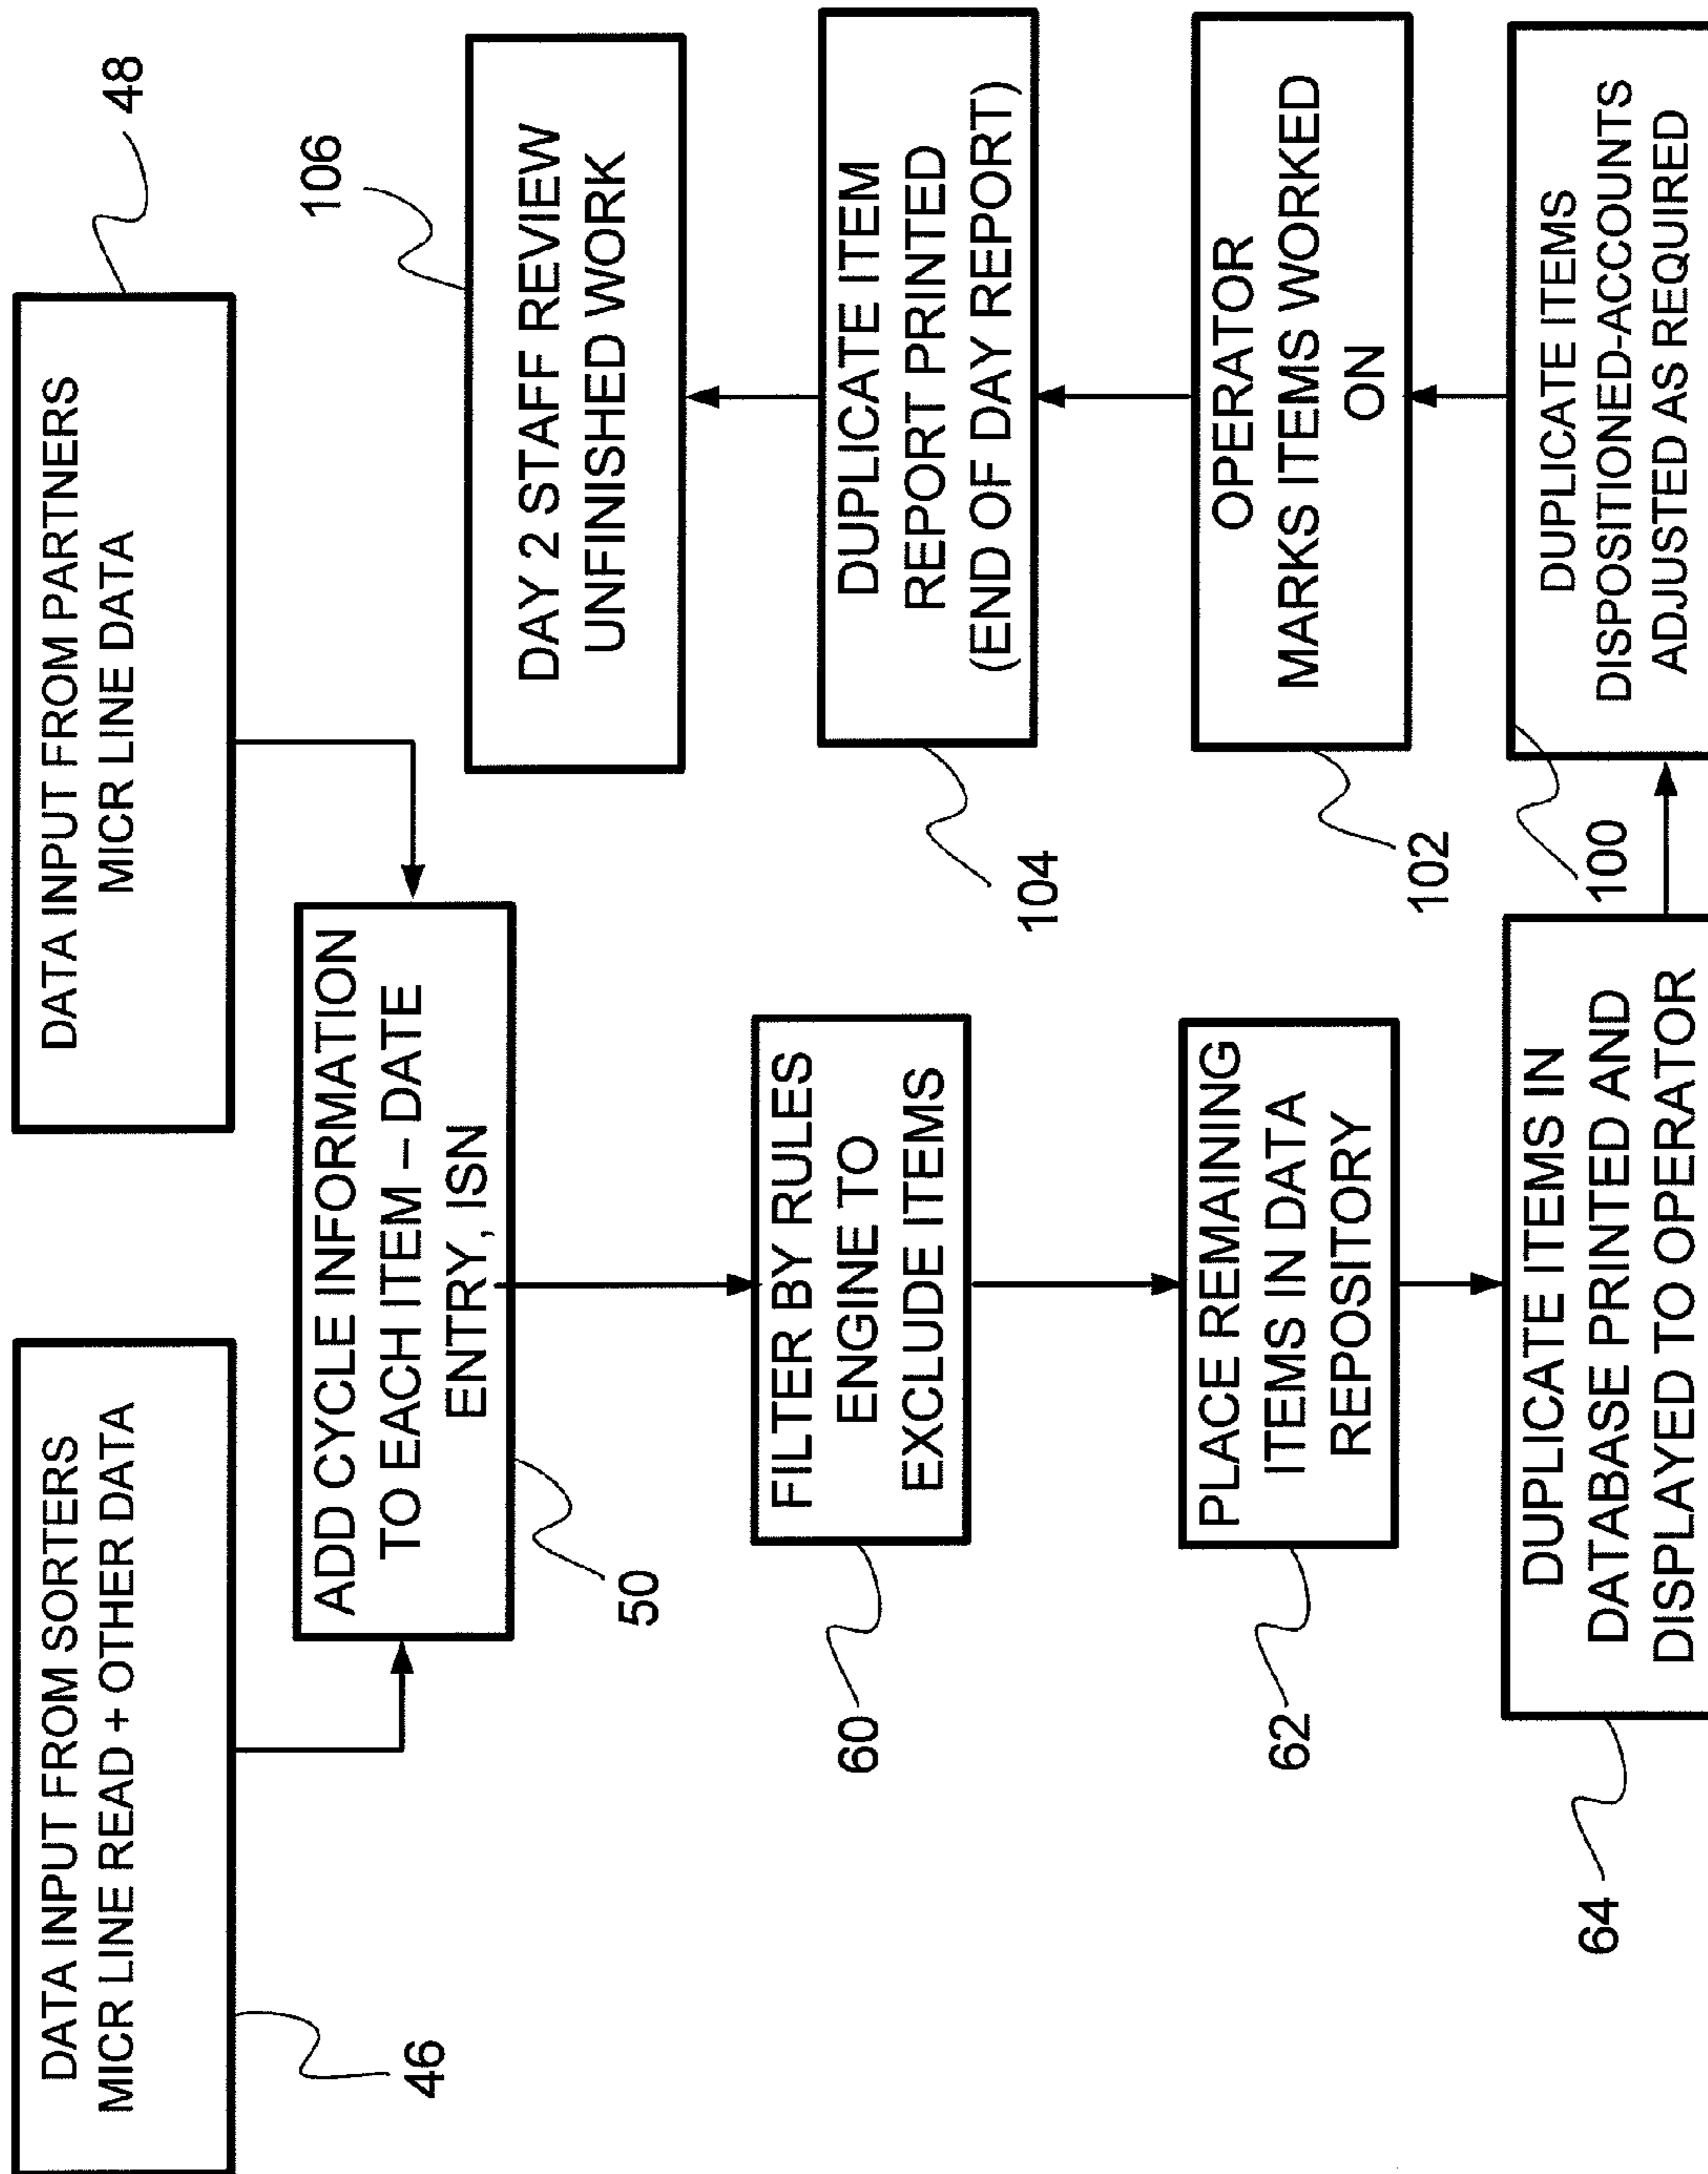 DATA INPUT FROM SORTERS
MICR LINE READ + OTHER DATA
46
DATA INPUT FROM PARTNERS
MICR LINE DATA
48
ADD CYCLE INFORMATION
TO EACH ITEM – DATE
ENTRY, ISN
50
FILTER BY RULES
ENGINE TO
EXCLUDE ITEMS
60
PLACE REMAINING
ITEMS IN DATA
REPOSITORY
62
DUPLICATE ITEMS IN
DATABASE PRINTED AND
DISPLAYED TO OPERATOR
64
DUPLICATE ITEMS
DISPOSITIONED-ACCOUNTS
ADJUSTED AS REQUIRED
100
OPERATOR
MARKS ITEMS WORKED
ON
102
DUPLICATE ITEM
REPORT PRINTED
(END OF DAY REPORT)
104
DAY 2 STAFF REVIEW
UNFINISHED WORK
106